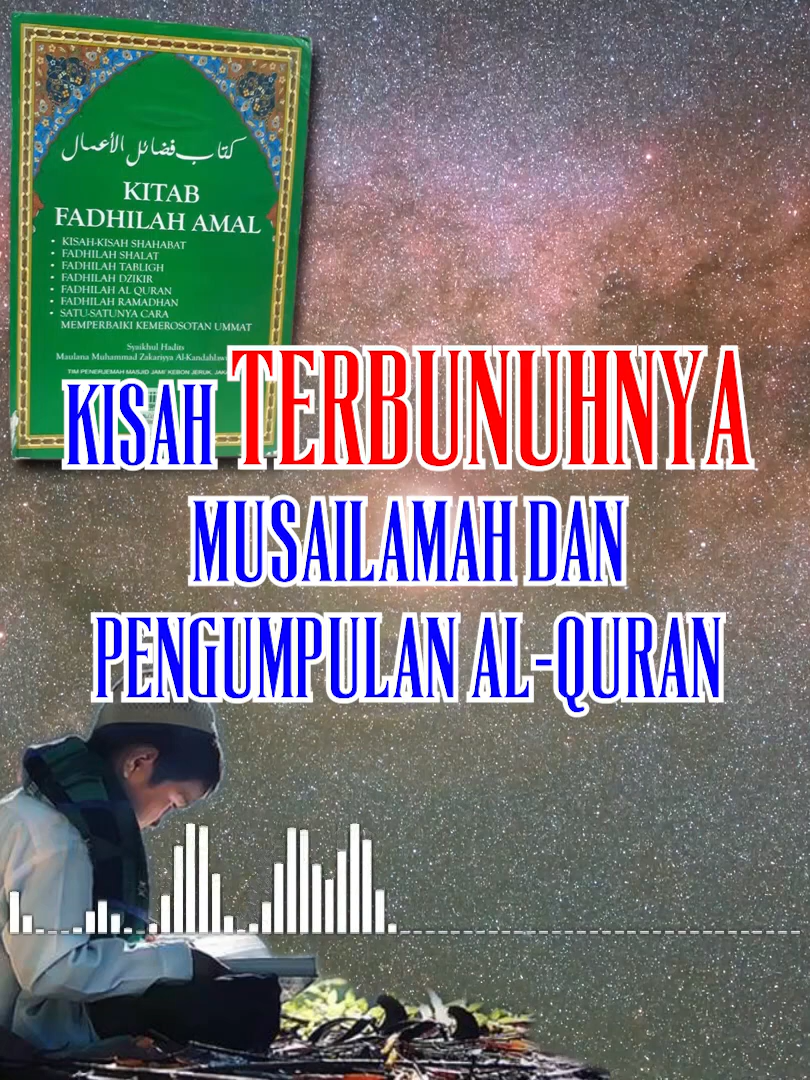 كتاب فضائل الأعمال
KITAB
FADHILAH AMAL
• KISAH-KISAH SHAHABAT
• FADHILAH SHALAT
• FADHILAH TABLIGH
• FADHILAH DZIKIR
• FADHILAH AL QURAN
• FADHILAH RAMADHAN
• SATU-SATUNYA CARA
MEMPERBAIKI KEMEROSOTAN UMMAT
Syaikhul Hadits
Maulana Muhammad Zakariyya
TIM PENERJEMAH MASJID JAMI' KEBON JERUK,
KISAH TERBUNUHNYA
MUSAILAMAH DAN
PENGUMPULAN AL-QURAN